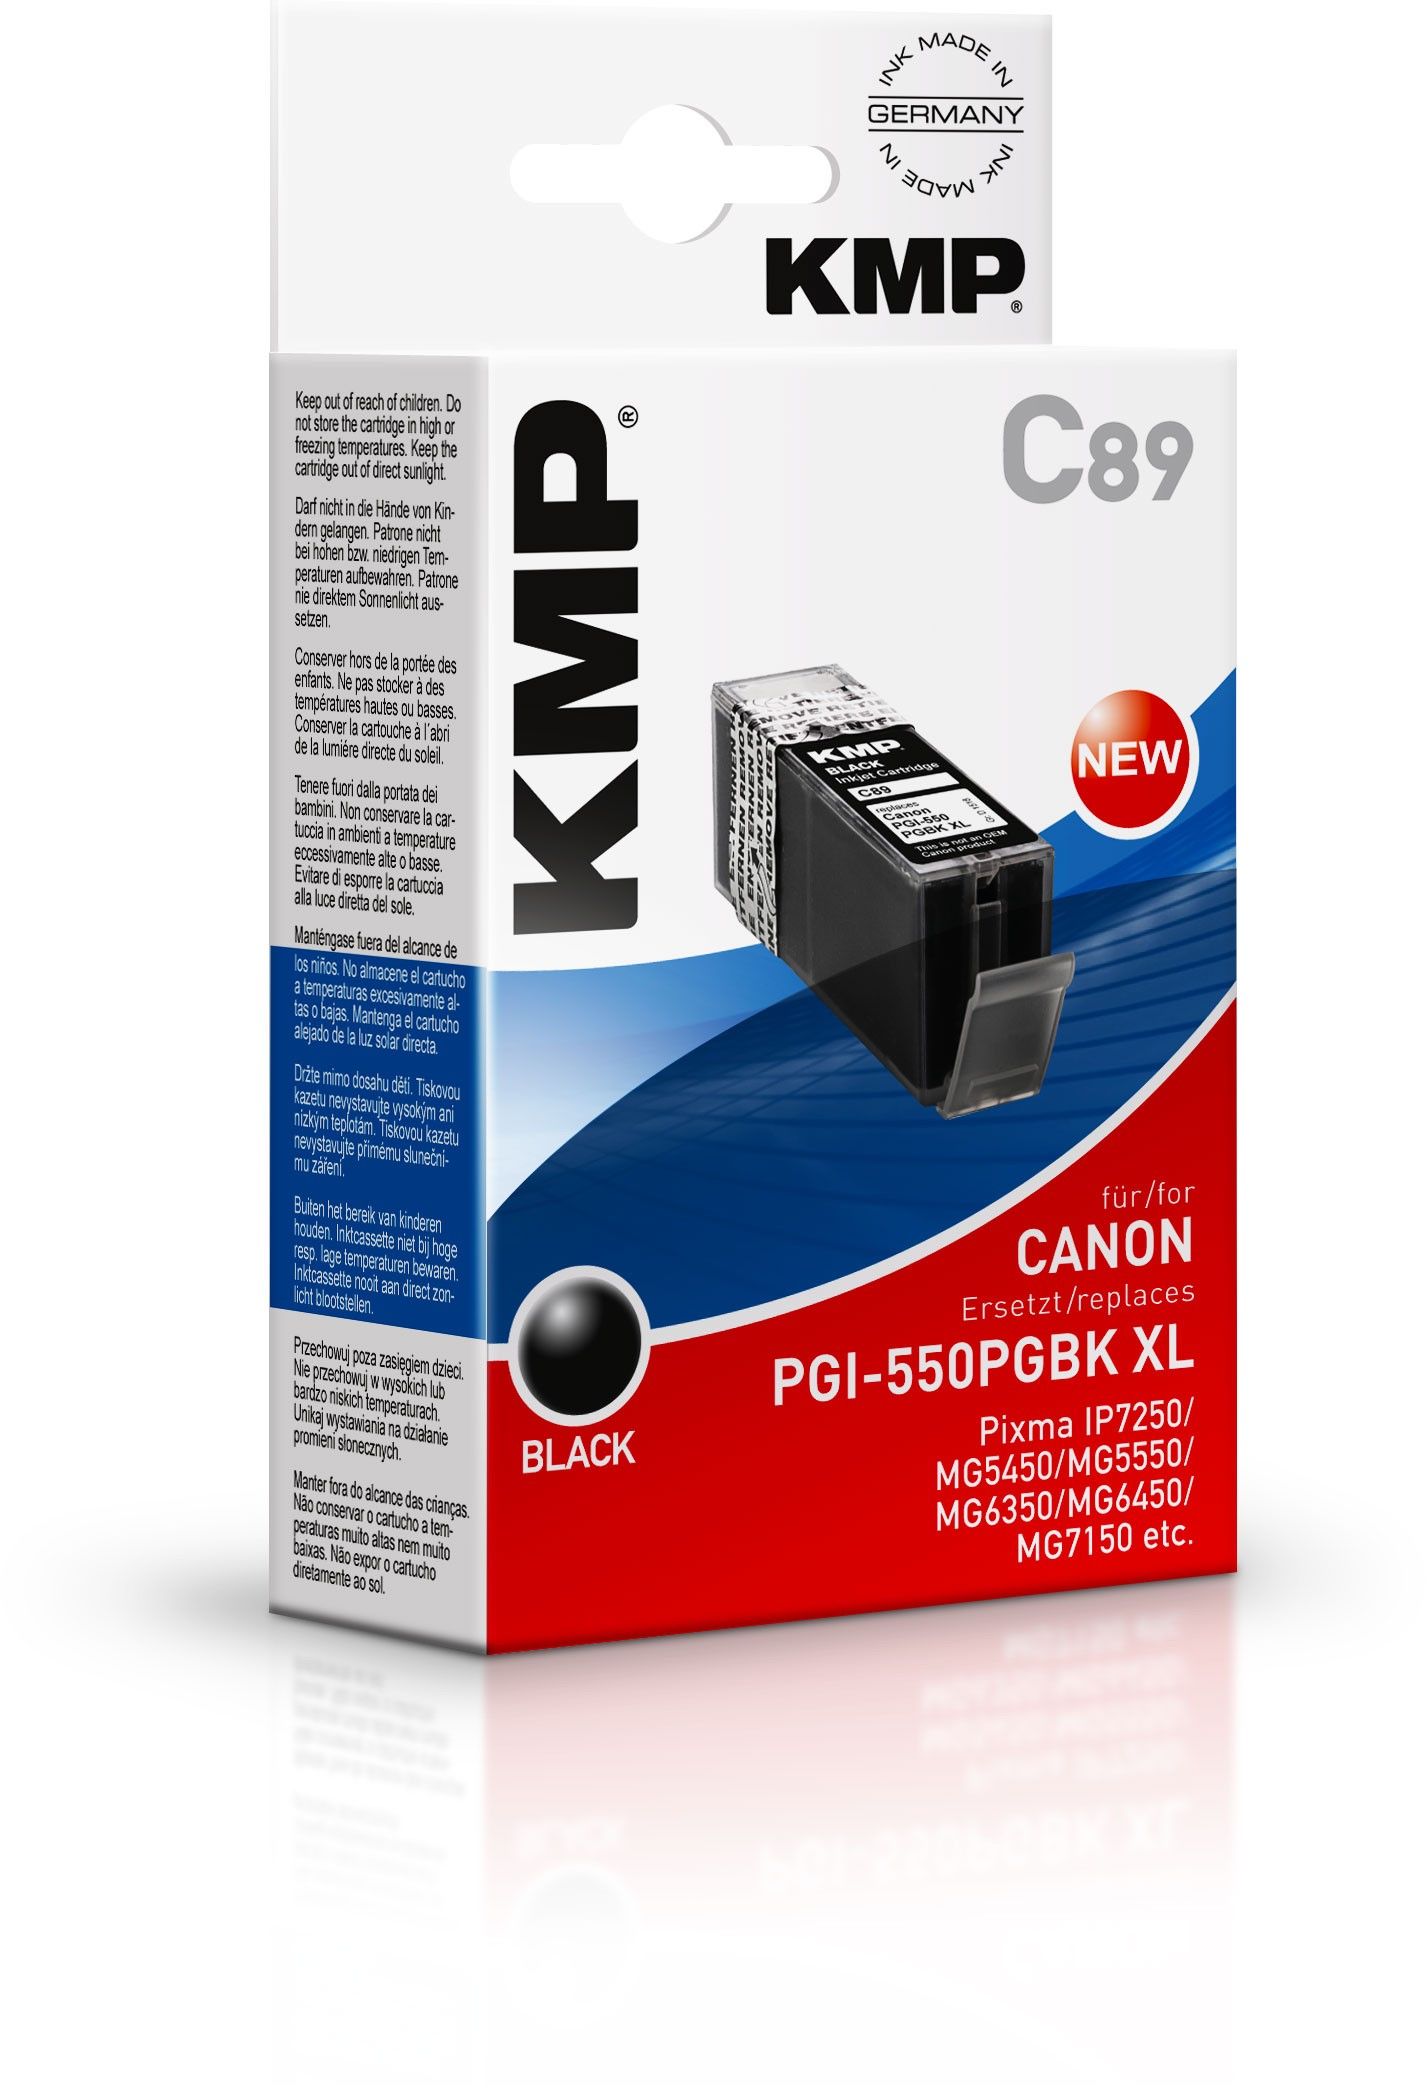 INK MADE IN
GERMANY
INK MADE IN
KMP®
Keep out of reach of children. Do
not store the cartridge in high or
freezing temperatures. Keep the
cartridge out of direct sunlight.
Darf nicht in die Hände von Kin-
dern gelangen. Patrone nicht
bei hohen bzw. niedrigen Tem-
peraturen aufbewahren. Patrone
nie direktem Sonnenlicht aus-
setzen.
Conserver hors de la portée des
enfants. Ne pas stocker à des
températures hautes ou basses.
Conserver la cartouche à l´abri
de la lumiére directe du soleil.
Tenere fuori dalla portata dei
bambini. Non conservare la car-
tuccia in ambienti a temperature
eccessivamente alte o basse.
Evitare di esporre la cartuccia
alla luce diretta del sole.
Manténgase fuera del alcance de
los niños. No almacene el cartucho
a temperaturas excesivamente al-
tas o bajas. Mantenga el cartucho
alejado de la luz solar directa.
Držte mimo dosahu dětí. Tiskovou
kazetu nevystavujte vysokým ani
nízkým teplotám. Tiskovou kazetu
nevystavujte přímému sluneční-
mu záření.
Buiten het bereik van kinderen
houden. Inktcassette niet bij hoge
resp. lage temperaturen bewaren.
Inktcassette nooit aan direct zon-
licht blootstellen.
Przechowuj poza zasięgiem dzieci.
Nie przechowuj w wysokich lub
bardzo niskich temperaturach.
Unikaj wystawiania na działanie
promieni słonecznych.
Manter fora do alcance das crianças.
Não conservar o cartucho a tem-
peraturas muito altas nem muito
baixas. Não expor o cartucho
diretamente ao sol.
KMP®
C89
KMP
BLACK
Inkjet Cartridge
C89
replaces
Canon
PGI-550
PGBK XL
This is not an OEM
Canon product
NEW
für/for
CANON
Ersetzt/replaces
PGI-550PGBK XL
Pixma IP7250/
MG5450/MG5550/
MG6350/MG6450/
MG7150 etc.
BLACK